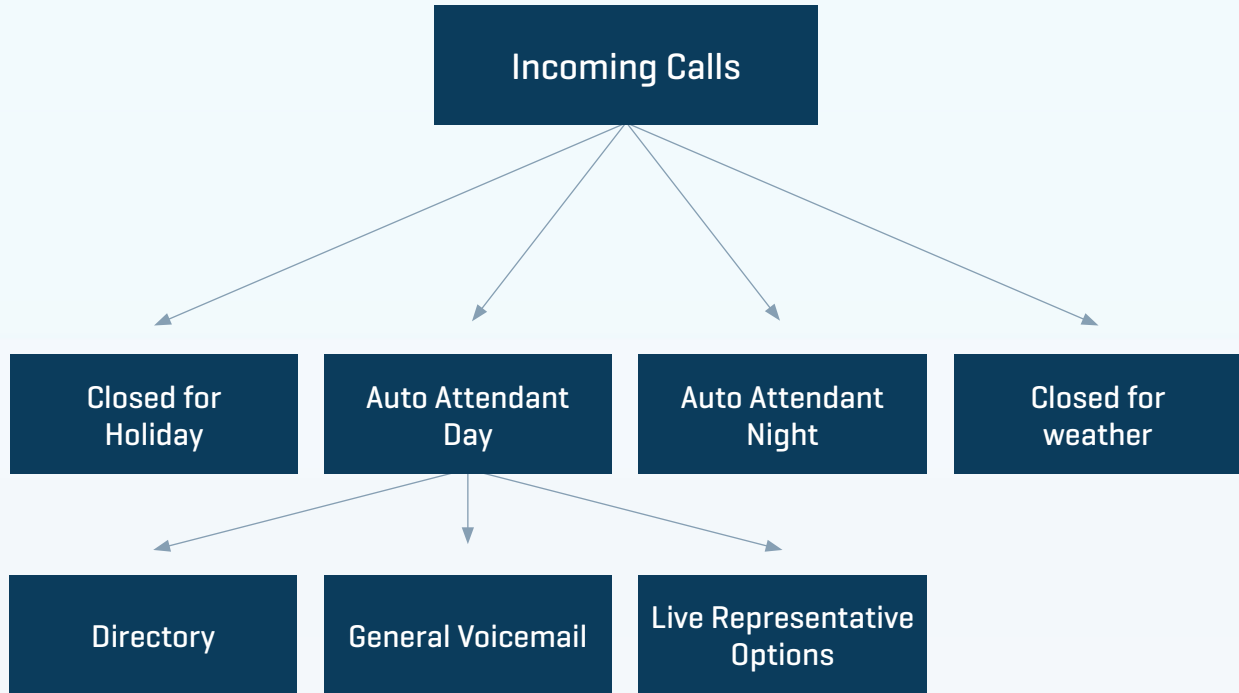 Incoming Calls
Closed for
Holiday
Auto Attendant
Day
Auto Attendant
Night
Closed for
weather
Directory
General Voicemail
Live Representative
Options